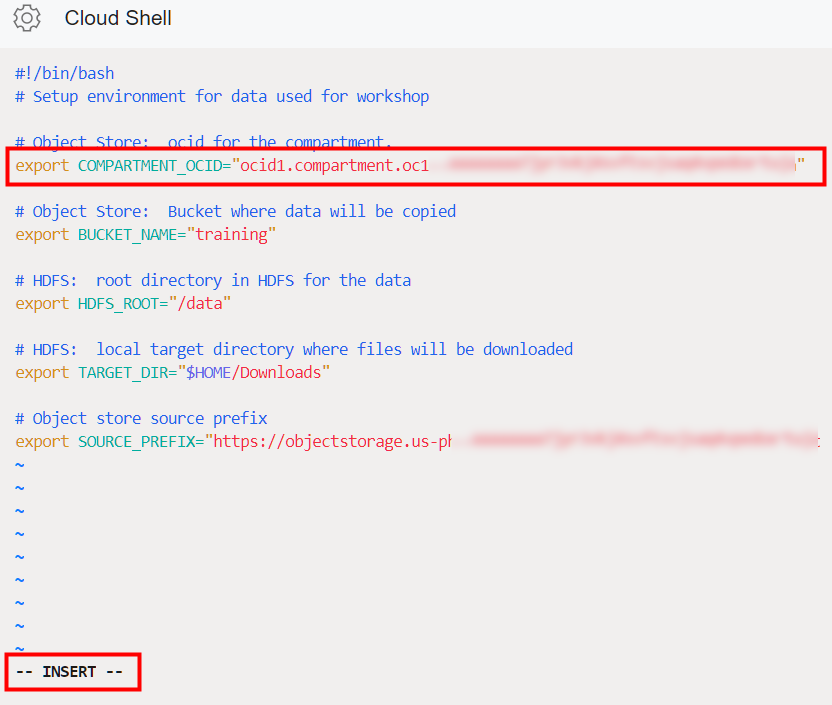 Cloud Shell
#!/bin/bash
# Setup environment for data used for workshop
# Object Store:  ocid for the compartment.
export COMPARTMENT_OCID="ocid1.compartment.oc1 "
# Object Store:  Bucket where data will be copied
export BUCKET_NAME="training"
# HDFS:  root directory in HDFS for the data
export HDFS_ROOT="/data"
# HDFS:  local target directory where files will be downloaded
export TARGET_DIR="$HOME/Downloads"
# Object store source prefix
export SOURCE_PREFIX="https://objectstorage.us-ph
~
~
~
~
~
~
~
~
~
-- INSERT --